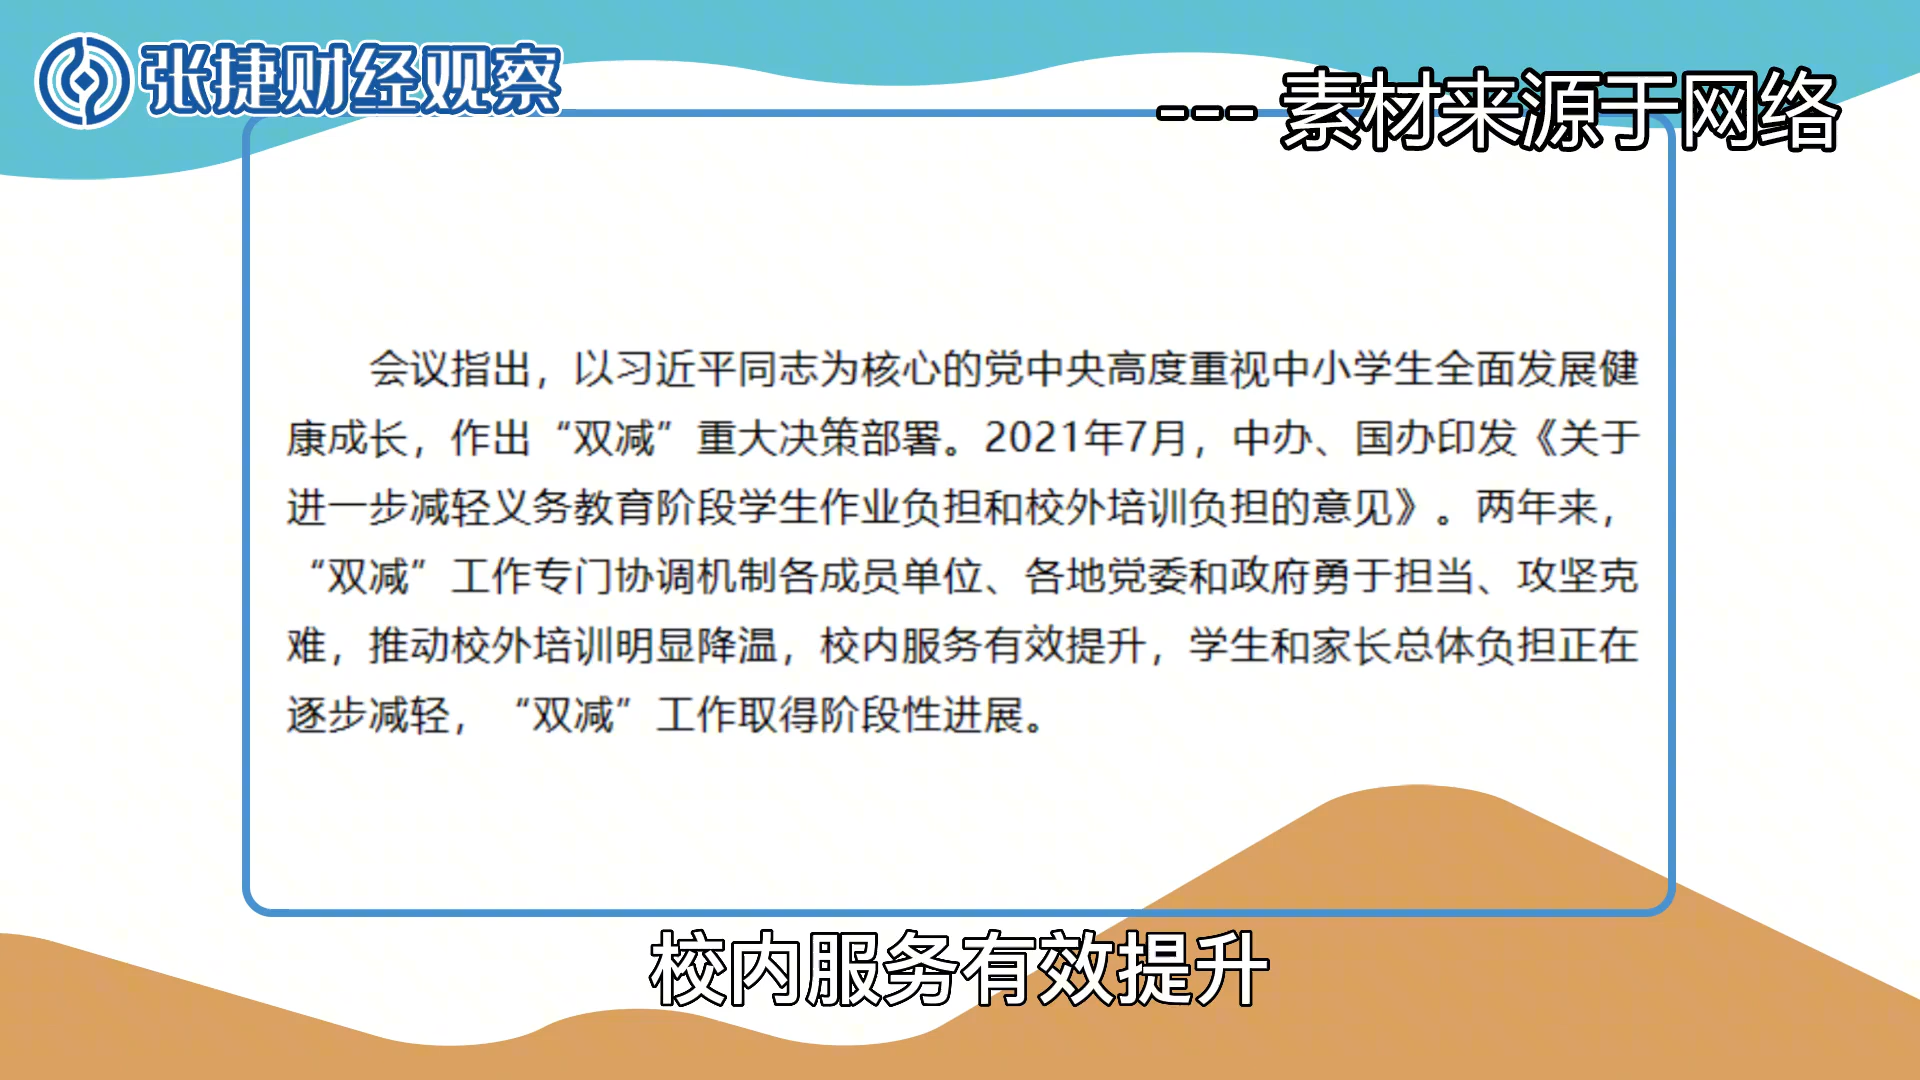 张捷财经观察
--- 素材来源于网络
会议指出，以习近平同志为核心的党中央高度重视中小学生全面发展健
康成长，作出“双减”重大决策部署。2021年7月，中办、国办印发《关于
进一步减轻义务教育阶段学生作业负担和校外培训负担的意见》。两年来，
“双减”工作专门协调机制各成员单位、各地党委和政府勇于担当、攻坚克
难，推动校外培训明显降温，校内服务有效提升，学生和家长总体负担正在
逐步减轻，“双减”工作取得阶段性进展。
校内服务有效提升